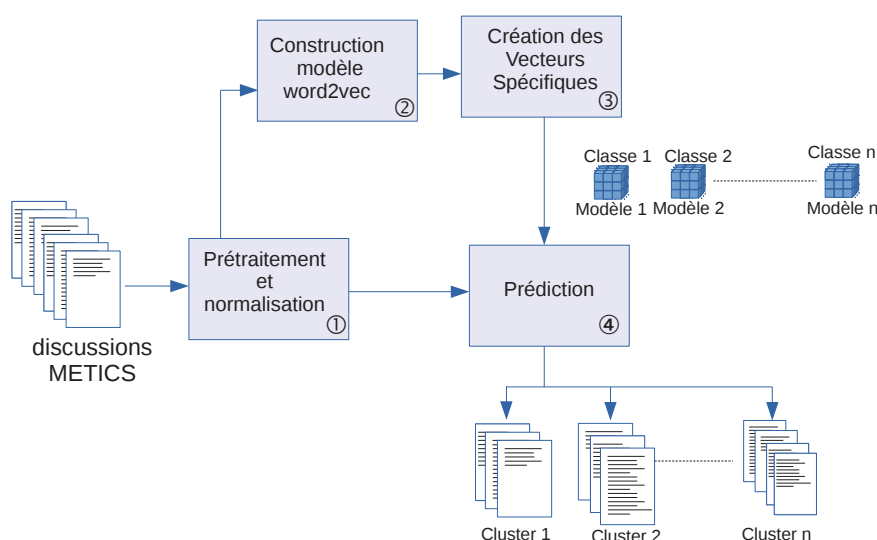 Construction
modèle
word2vec
②
Création des
Vecteurs
Spécifiques
③
Classe 1
Classe 2
Classe n
Modèle 1
Modèle 2
Modèle n
Prétraitement
et
normalisation
①
Prédiction
④
discussions
METICS
Cluster 1
Cluster 2
Cluster n